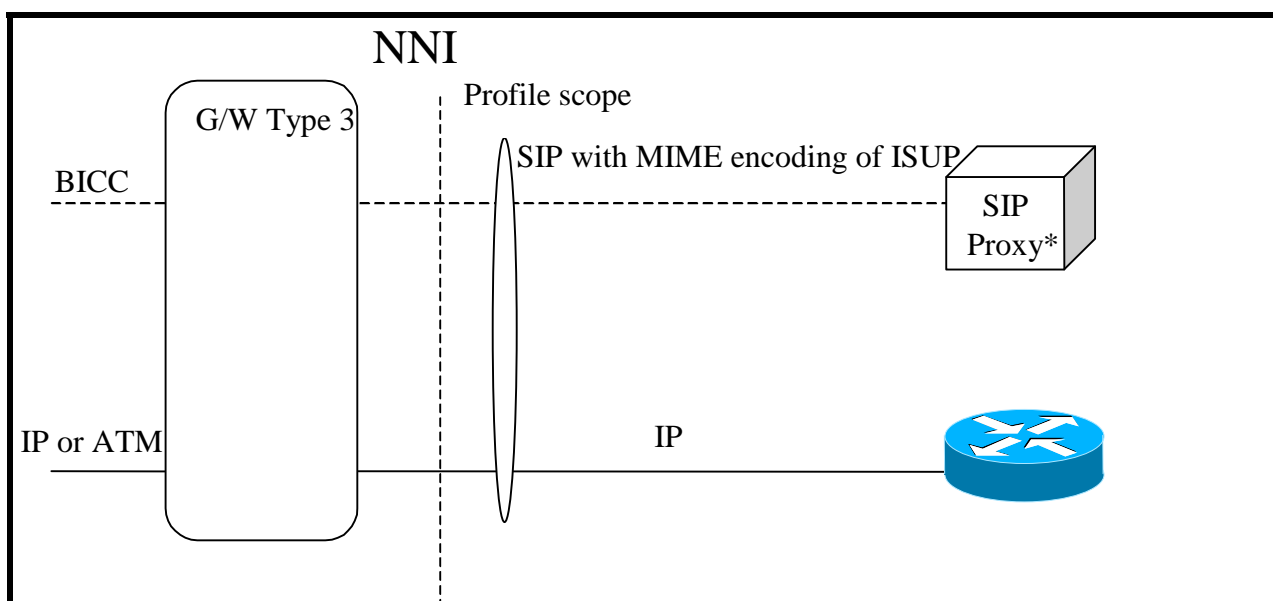 NNI
Profile scope
G/W Type 3
SIP with MIME encoding of ISUP
BICC
SIP
Proxy*
IP or ATM
IP